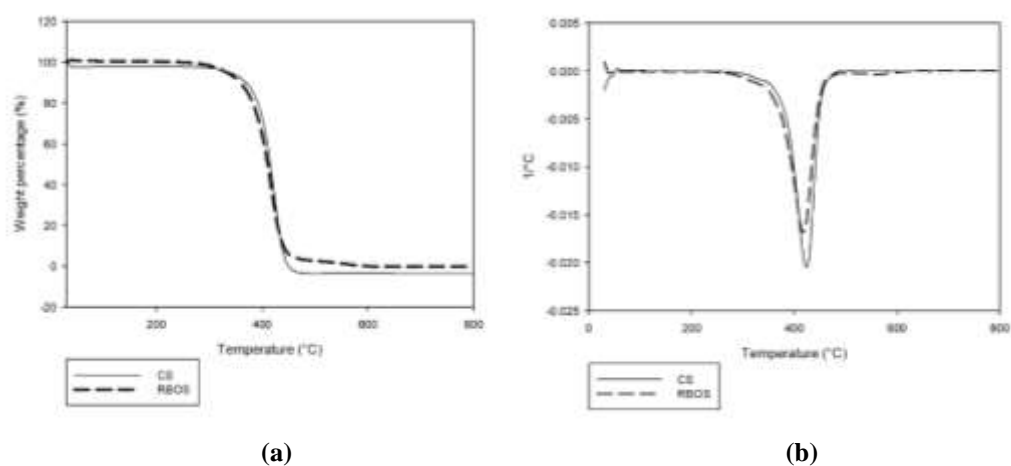 120
100
80
60
40
20
0
-20
Weight percentage (%)
200
400
600
800
Temperature (°C)
CS
RBOS
(a)
0.005
0.000
-0.005
-0.010
-0.015
-0.020
-0.025
1/°C
0
200
400
600
800
Temperature (°C)
CS
RBOS
(b)